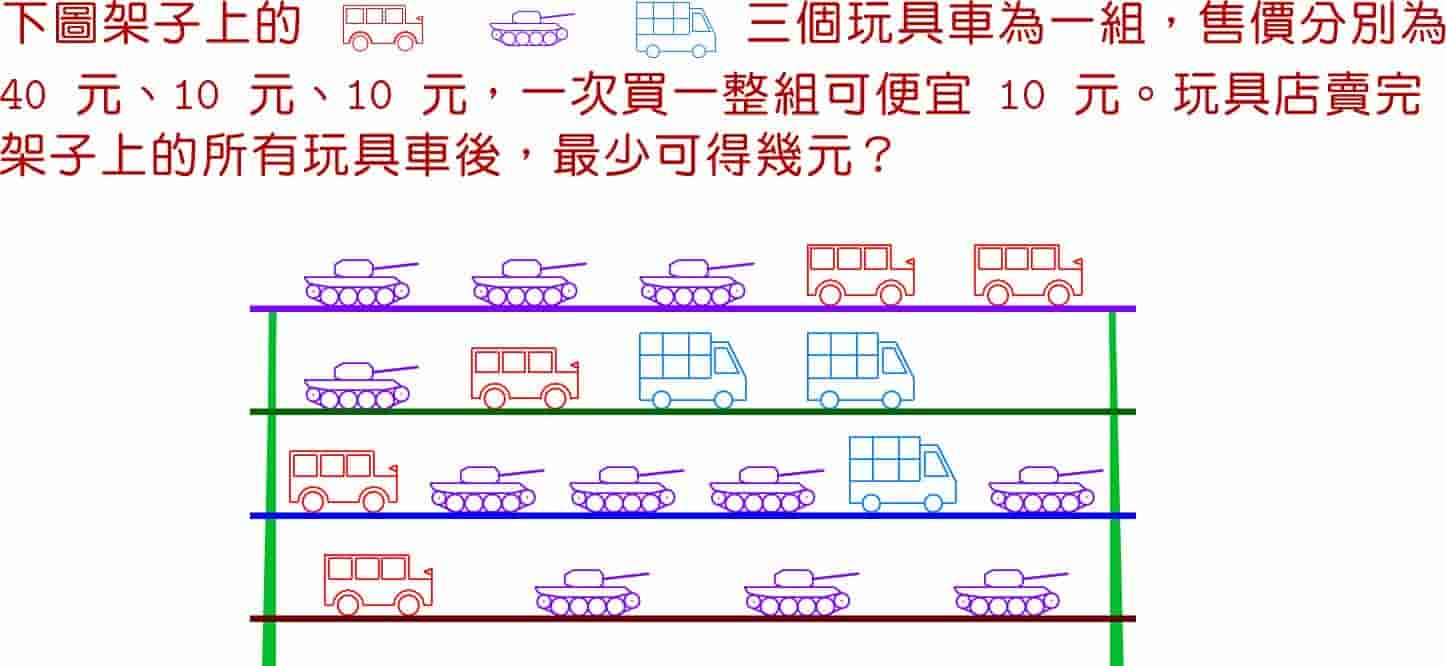 下圖架子上的 三個玩具車為一組，售價分別為
40 元、10 元、10 元，一次買一整組可便宜 10 元。玩具店賣完
架子上的所有玩具車後，最少可得幾元？